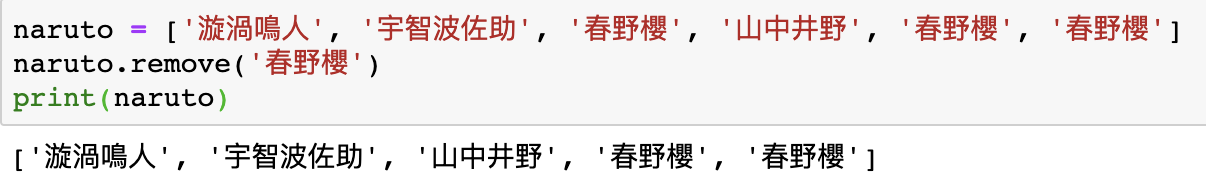 naruto = ['漩渦鳴人', '宇智波佐助', '春野櫻', '山中井野', '春野櫻', '春野櫻']
naruto.remove('春野櫻')
print(naruto)
['漩渦鳴人', '宇智波佐助', '山中井野', '春野櫻', '春野櫻']